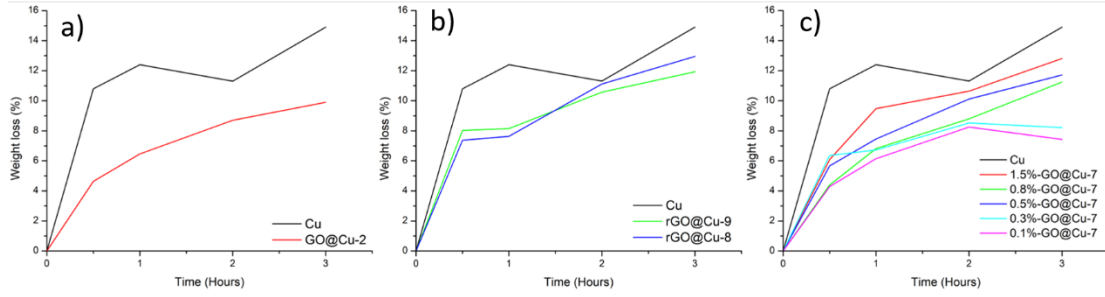 a)
Weight loss (%)
16
14
12
10
8
6
4
2
0
0 1 2 3
Time (Hours)
Cu
GO@Cu-2
b)
Weight loss (%)
16
14
12
10
8
6
4
2
0
0 1 2 3
Time (Hours)
Cu
rGO@Cu-9
rGO@Cu-8
c)
Weight loss (%)
16
14
12
10
8
6
4
2
0
0 1 2 3
Time (Hours)
Cu
1.5%-GO@Cu-7
0.8%-GO@Cu-7
0.5%-GO@Cu-7
0.3%-GO@Cu-7
0.1%-GO@Cu-7